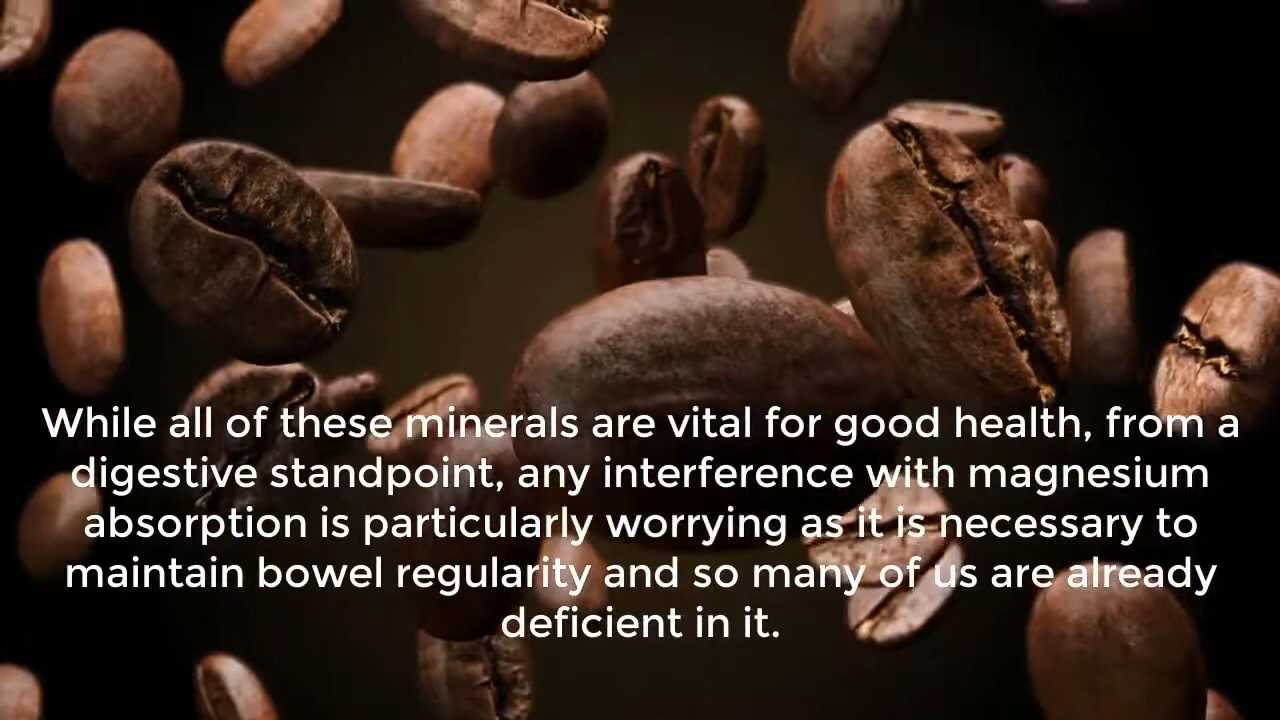 While all of these minerals are vital for good health, from a
digestive standpoint, any interference with magnesium
absorption is particularly worrying as it is necessary to
maintain bowel regularity and so many of us are already
deficient in it.